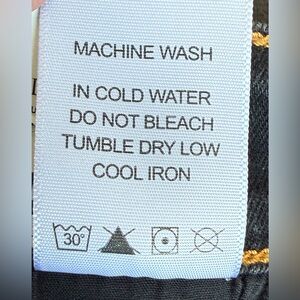 MACHINE WASH
IN COLD WATER
DO NOT BLEACH
TUMBLE DRY LOW
COOL IRON
30°